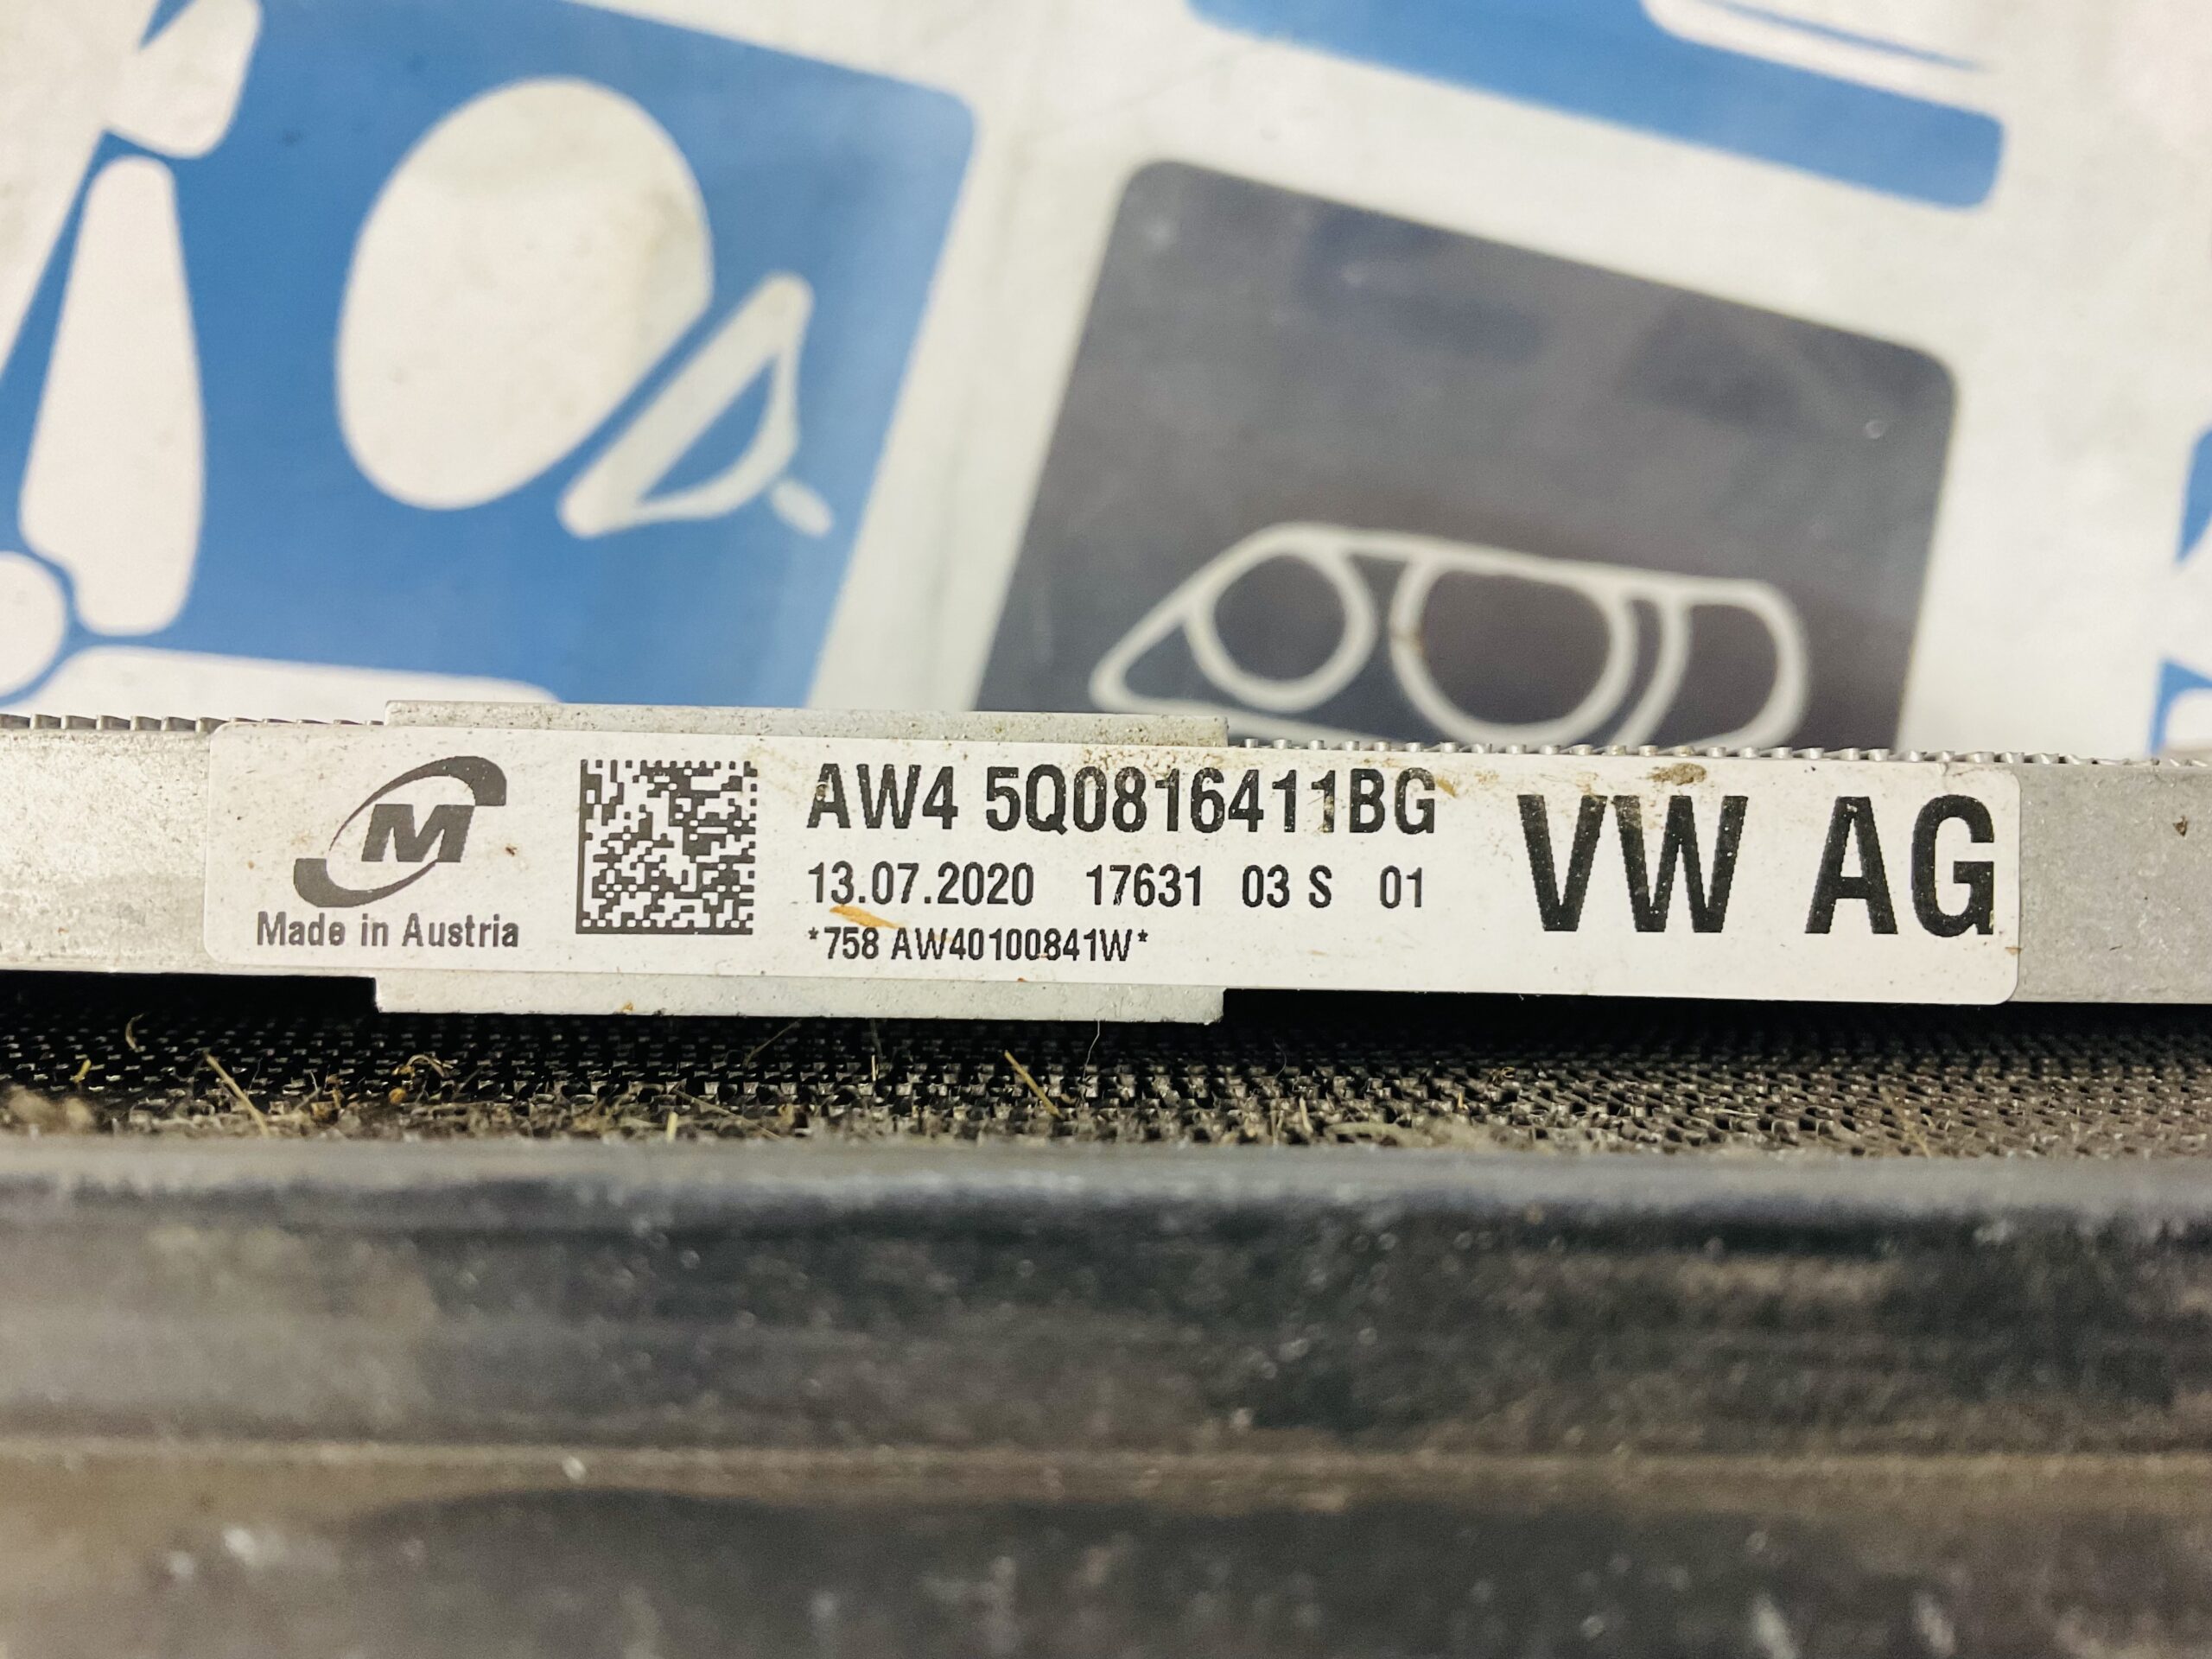 M
Made in Austria
AW4 5Q0816411BG
13.07.2020 17631 03 S 01
*758 AW40100841W*
VW AG